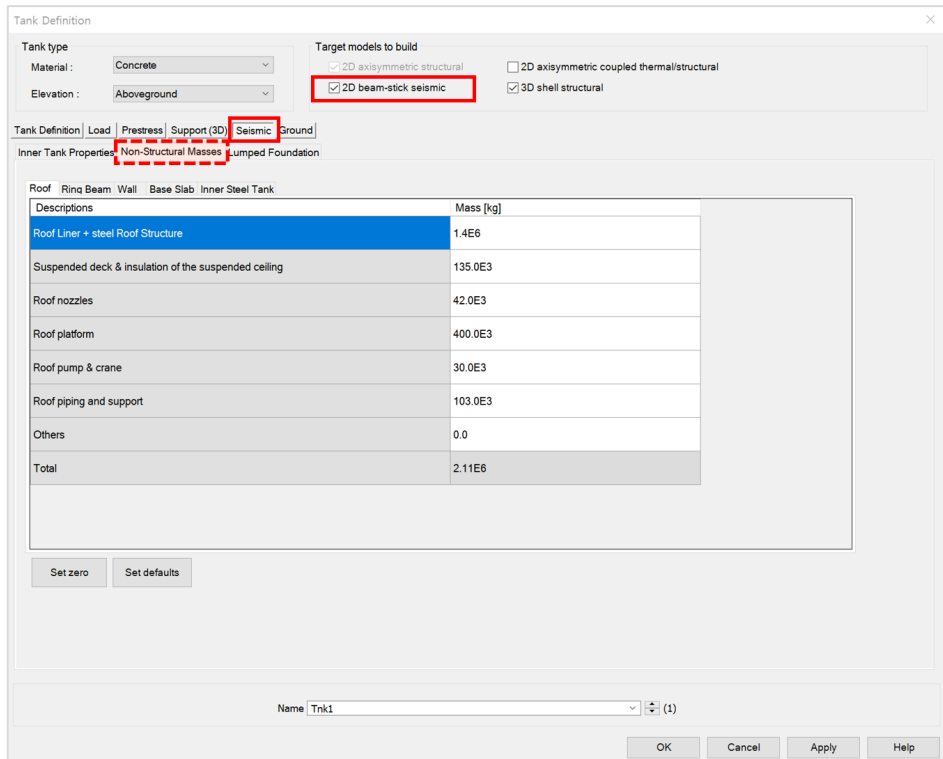 Tank Definition
Tank type
Material :
Concrete
Elevation :
Aboveground
Target models to build
2D axisymmetric structural
2D axisymmetric coupled thermal/structural
2D beam-stick seismic
3D shell structural
Tank Definition Load Prestress Support (3D) Seismic Ground
Inner Tank Properties Non-Structural Masses Lumped Foundation
Roof Ring Beam Wall Base Slab Inner Steel Tank
Descriptions Mass [kg]
Roof Liner + steel Roof Structure 1.4E6
Suspended deck & insulation of the suspended ceiling 135.0E3
Roof nozzles 42.0E3
Roof platform 400.0E3
Roof pump & crane 30.0E3
Roof piping and support 103.0E3
Others 0.0
Total 2.11E6
Set zero Set defaults
Name Tnk1 (1)
OK Cancel Apply Help